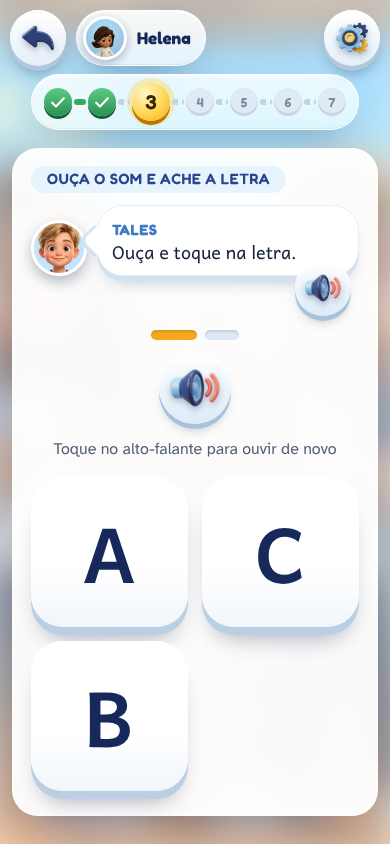 Helena
3 4 5 6 7
OUÇA O SOM E ACHE A LETRA
TALES
Ouça e toque na letra.
Toque no alto-falante para ouvir de novo
A C
B